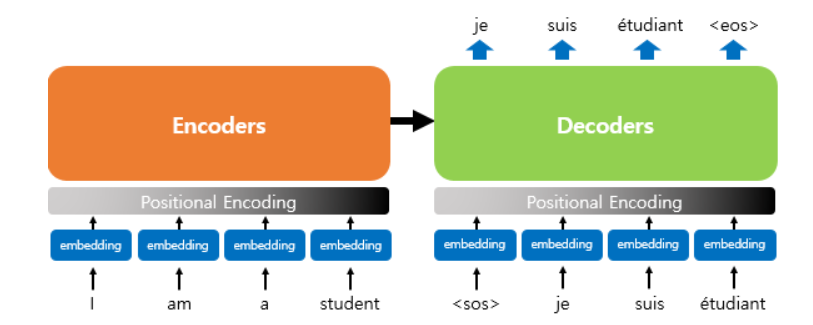 je suis étudiant <eos>
Encoders Decoders
Positional Encoding Positional Encoding
embedding embedding embedding embedding embedding embedding embedding embedding
I am a student <sos> je suis étudiant